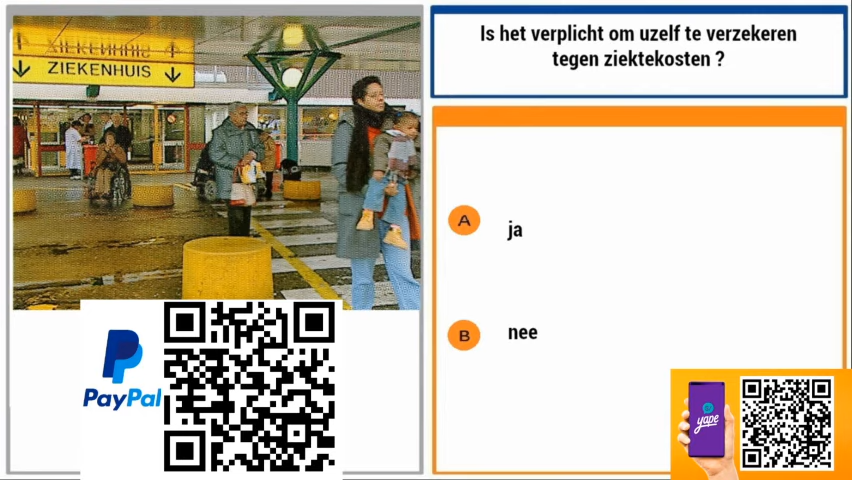 ZIEKENHUIS
ZIEKENHUIS
Is het verplicht om uzelf te verzekeren
tegen ziektekosten ?
A
ja
B
nee
PayPal
yape